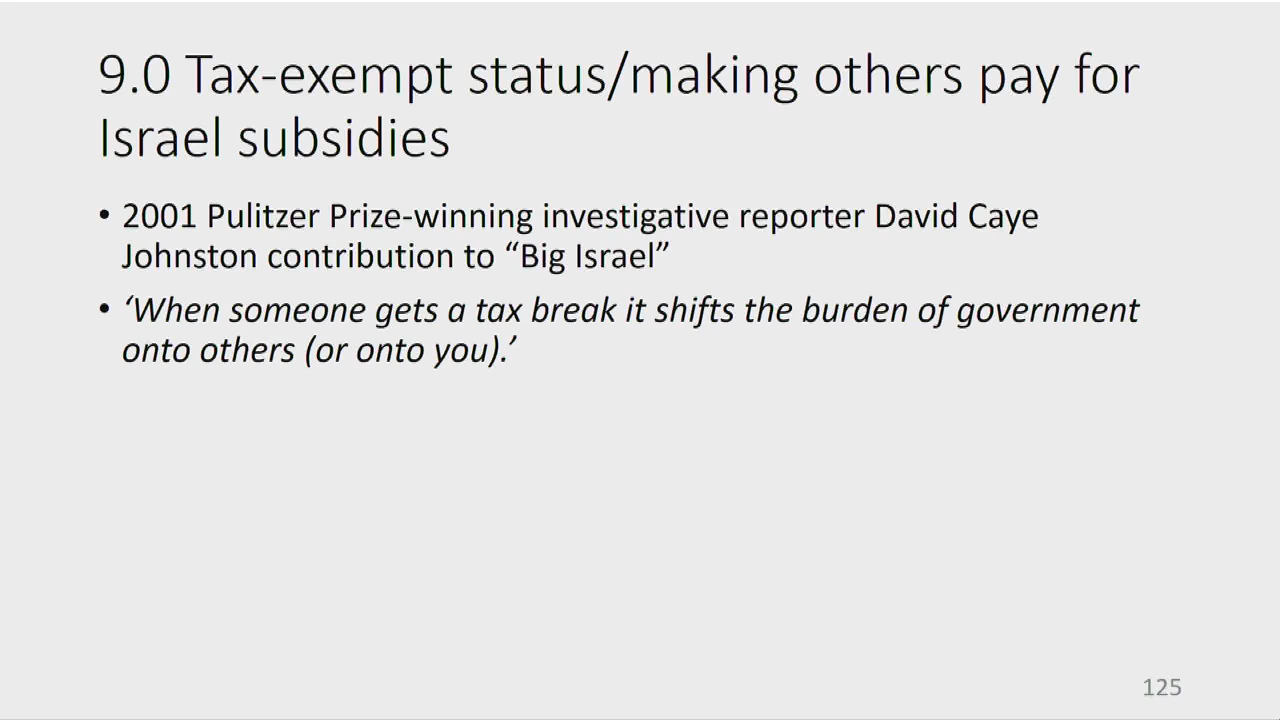 9.0 Tax-exempt status/making others pay for
Israel subsidies
• 2001 Pulitzer Prize-winning investigative reporter David Caye
Johnston contribution to “Big Israel”
• ‘When someone gets a tax break it shifts the burden of government
onto others (or onto you).’
125